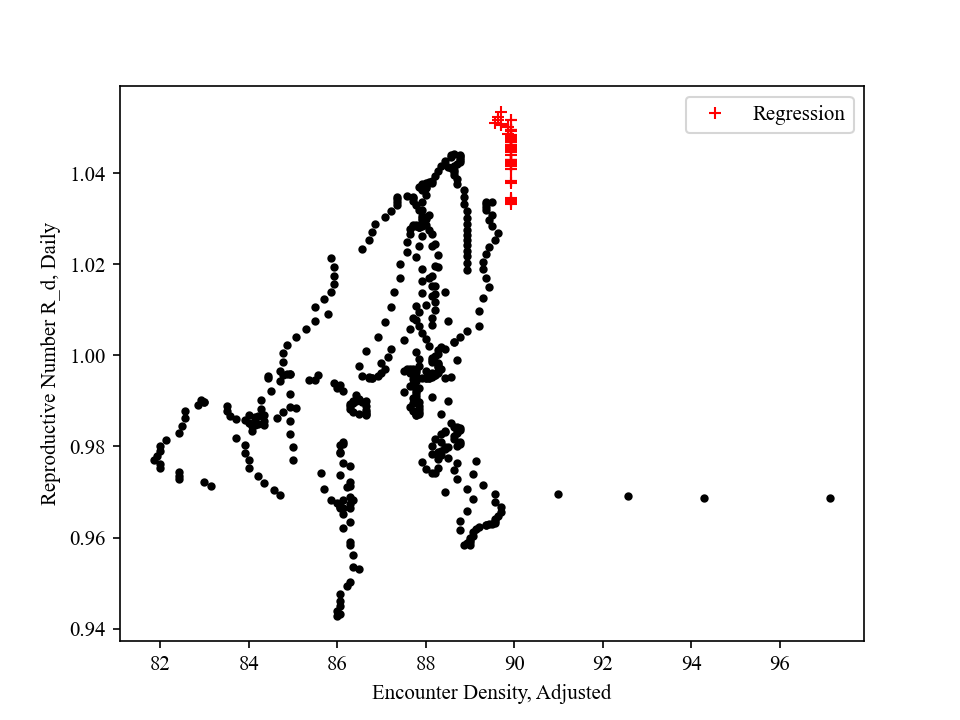 Regression
1.04
1.02
1.00
0.98
0.96
0.94
Reproductive Number R_d, Daily
82 84 86 88 90 92 94 96
Encounter Density, Adjusted